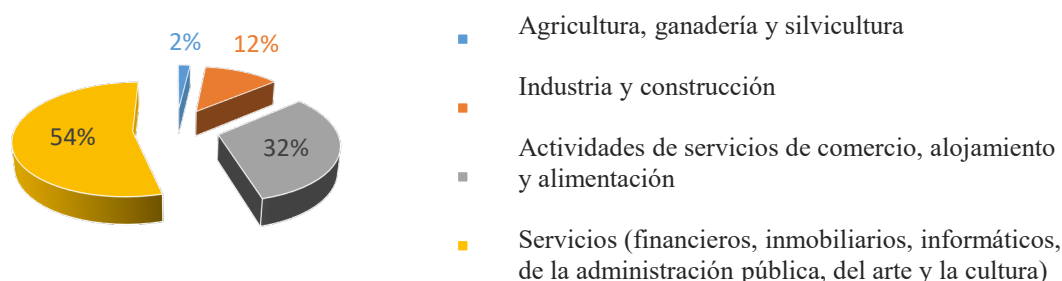 2%
12%
54%
32%
Agricultura, ganadería y silvicultura
Industria y construcción
Actividades de servicios de comercio, alojamiento
y alimentación
Servicios (financieros, inmobiliarios, informáticos,
de la administración pública, del arte y la cultura)